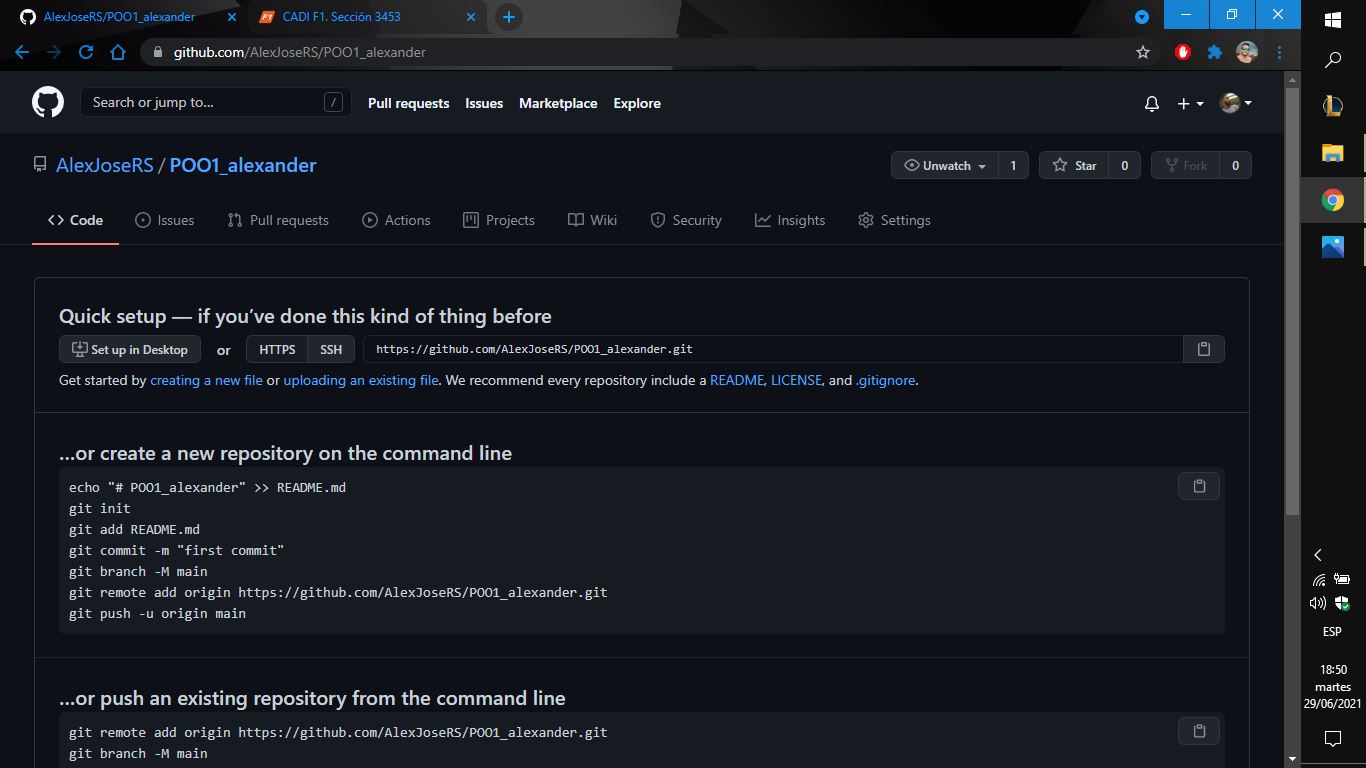 AlexJoseRS/POO1_alexander
CADI F1. Sección 3453
github.com/AlexJoseRS/POO1_alexander
Search or jump to... /
Pull requests Issues Marketplace Explore
AlexJoseRS / POO1_alexander
Unwatch 1 Star 0 Fork 0
Code Issues Pull requests Actions Projects Wiki Security Insights Settings
Quick setup — if you’ve done this kind of thing before
Set up in Desktop or HTTPS SSH https://github.com/AlexJoseRS/POO1_alexander.git
Get started by creating a new file or uploading an existing file. We recommend every repository include a README, LICENSE, and .gitignore.
…or create a new repository on the command line
echo "# POO1_alexander" >> README.md
git init
git add README.md
git commit -m "first commit"
git branch -M main
git remote add origin https://github.com/AlexJoseRS/POO1_alexander.git
git push -u origin main
…or push an existing repository from the command line
git remote add origin https://github.com/AlexJoseRS/POO1_alexander.git
git branch -M main
ESP
18:50
martes
29/06/2021